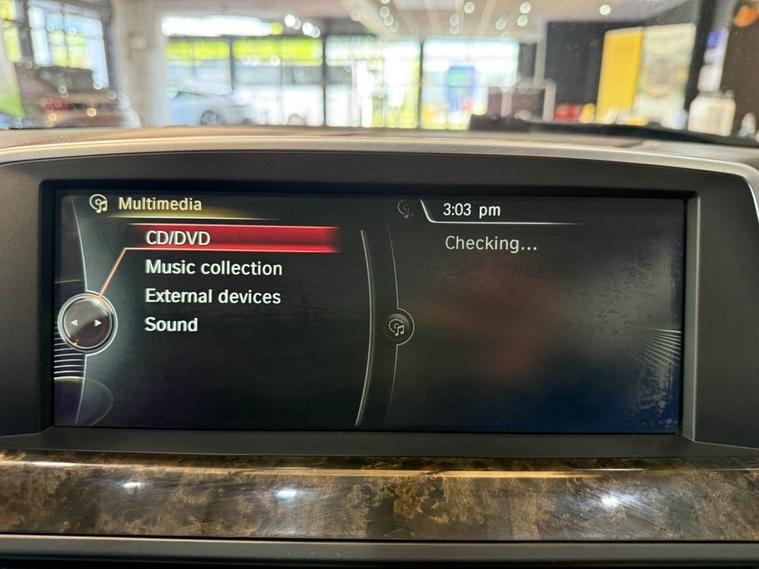 Multimedia
CD/DVD
Music collection
External devices
Sound
3:03 pm
Checking...